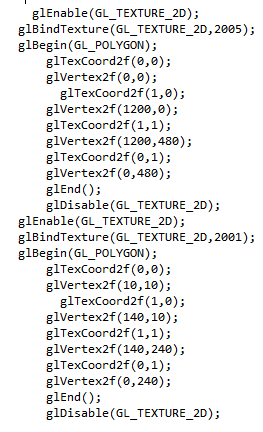 glEnable(GL_TEXTURE_2D);
glBindTexture(GL_TEXTURE_2D,2005);
glBegin(GL_POLYGON);
glTexCoord2f(0,0);
glVertex2f(0,0);
glTexCoord2f(1,0);
glVertex2f(1200,0);
glTexCoord2f(1,1);
glVertex2f(1200,480);
glTexCoord2f(0,1);
glVertex2f(0,480);
glEnd();
glDisable(GL_TEXTURE_2D);
glEnable(GL_TEXTURE_2D);
glBindTexture(GL_TEXTURE_2D,2001);
glBegin(GL_POLYGON);
glTexCoord2f(0,0);
glVertex2f(10,10);
glTexCoord2f(1,0);
glVertex2f(140,10);
glTexCoord2f(1,1);
glVertex2f(140,240);
glTexCoord2f(0,1);
glVertex2f(0,240);
glEnd();
glDisable(GL_TEXTURE_2D);